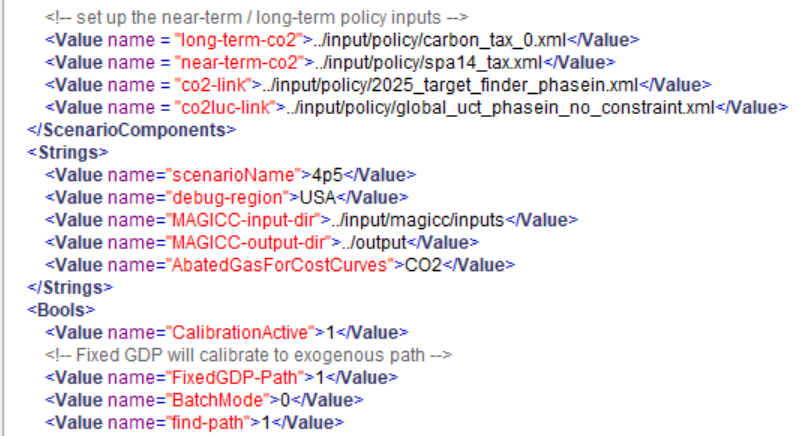 <!-- set up the near-term / long-term policy inputs -->
<Value name = "long-term-co2">../input/policy/carbon_tax_0.xml</Value>
<Value name = "near-term-co2">../input/policy/spa14_tax.xml</Value>
<Value name = "co2-link">../input/policy/2025_target_finder_phasein.xml</Value>
<Value name = "co2luc-link">../input/policy/global_uct_phasein_no_constraint.xml</Value>
</ScenarioComponents>
<Strings>
<Value name="scenarioName">4p5</Value>
<Value name="debug-region">USA</Value>
<Value name="MAGICC-input-dir">../input/magicc/inputs</Value>
<Value name="MAGICC-output-dir">../output</Value>
<Value name="AbatedGasForCostCurves">CO2</Value>
</Strings>
<Bools>
<Value name="CalibrationActive">1</Value>
<!-- Fixed GDP will calibrate to exogenous path -->
<Value name="FixedGDP-Path">1</Value>
<Value name="BatchMode">0</Value>
<Value name="find-path">1</Value>